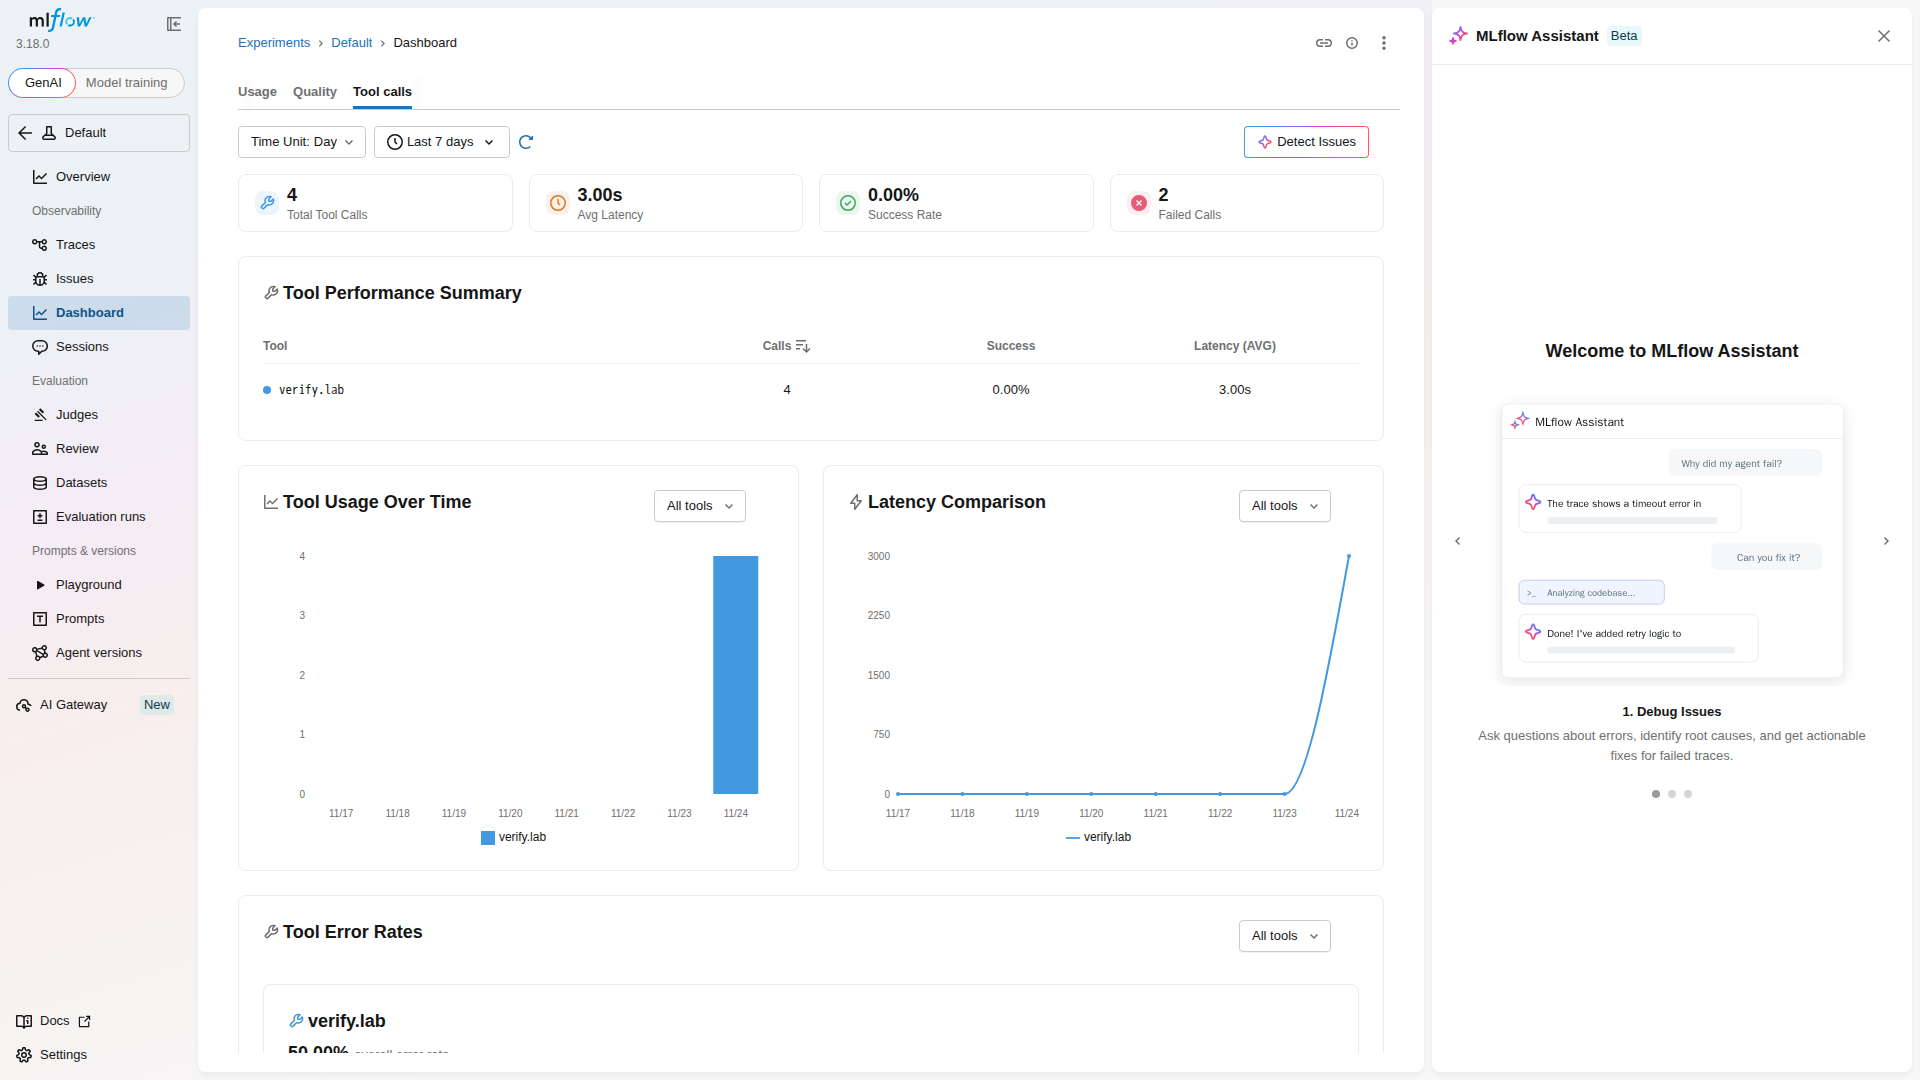 mlflow
3.18.0
GenAI
Model training
Default
Overview
Observability
Traces
Issues
Dashboard
Sessions
Evaluation
Judges
Review
Datasets
Evaluation runs
Prompts & versions
Playground
Prompts
Agent versions
AI Gateway
New
Docs
Settings
Experiments › Default › Dashboard
Usage
Quality
Tool calls
Time Unit: Day
Last 7 days
Detect Issues
4
Total Tool Calls
3.00s
Avg Latency
0.00%
Success Rate
2
Failed Calls
Tool Performance Summary
Tool Calls Success Latency (AVG)
verify.lab 4 0.00% 3.00s
Tool Usage Over Time
All tools
4
3
2
1
0
11/17 11/18 11/19 11/20 11/21 11/22 11/23 11/24
verify.lab
Latency Comparison
All tools
3000
2250
1500
750
0
11/17 11/18 11/19 11/20 11/21 11/22 11/23 11/24
verify.lab
Tool Error Rates
All tools
verify.lab
50.00% overall error rate
MLflow Assistant
Beta
Welcome to MLflow Assistant
MLflow Assistant
Why did my agent fail?
The trace shows a timeout error in
Can you fix it?
>_ Analyzing codebase...
Done! I've added retry logic to
1. Debug Issues
Ask questions about errors, identify root causes, and get actionable
fixes for failed traces.